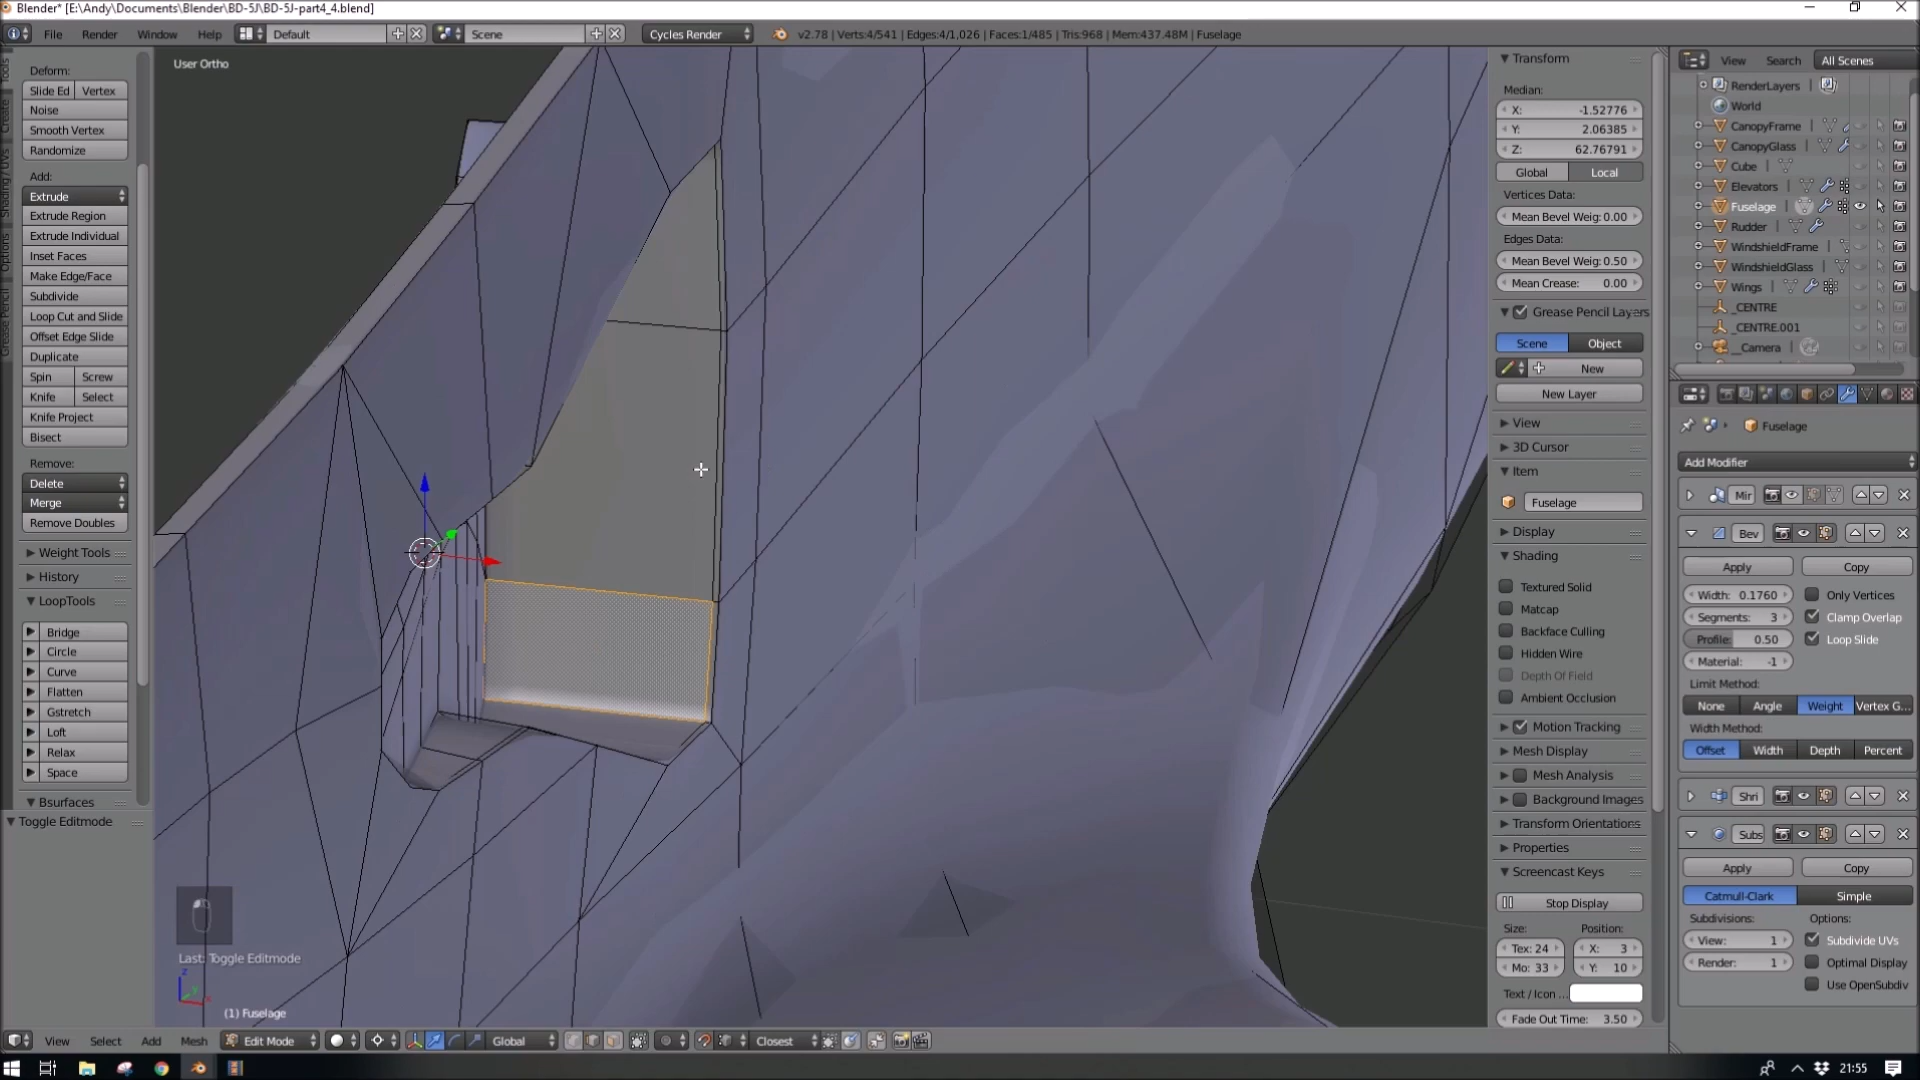 Blender* [E:\Andy\Documents\Blender\BD-5J\BD-5J-part4_4.blend]
File Render Window Help Default Scene Cycles Render v2.78 | Verts:4/541 | Edges:4/1,026 | Faces:1/485 | Tris:968 | Mem:437.48M | Fuselage
Tools
Create
Shading / UVs
Options
Grease Pencil
Deform:
Slide Ed Vertex
Noise
Smooth Vertex
Randomize
Add:
Extrude
Extrude Region
Extrude Individual
Inset Faces
Make Edge/Face
Subdivide
Loop Cut and Slide
Offset Edge Slide
Duplicate
Spin Screw
Knife Select
Knife Project
Bisect
Remove:
Delete
Merge
Remove Doubles
Weight Tools
History
LoopTools
Bridge
Circle
Curve
Flatten
Gstretch
Loft
Relax
Space
Bsurfaces
Toggle Editmode
User Ortho
Last: Toggle Editmode
(1) Fuselage
View Select Add Mesh Edit Mode Global Closest
Transform
Median:
X: -1.52776
Y: 2.06385
Z: 62.76791
Global Local
Vertices Data:
Mean Bevel Weig: 0.00
Edges Data:
Mean Bevel Weig: 0.50
Mean Crease: 0.00
Grease Pencil Layers
Scene Object
New
New Layer
View
3D Cursor
Item
Fuselage
Display
Shading
Textured Solid
Matcap
Backface Culling
Hidden Wire
Depth Of Field
Ambient Occlusion
Motion Tracking
Mesh Display
Mesh Analysis
Background Images
Transform Orientations
Properties
Screencast Keys
Stop Display
Size: Position:
Tex: 24 X: 3
Mo: 33 Y: 10
Text / Icon ...
Fade Out Time: 3.50
View Search All Scenes
RenderLayers
World
CanopyFrame
CanopyGlass
Cube
Elevators
Fuselage
Rudder
WindshieldFrame
WindshieldGlass
Wings
_CENTRE
_CENTRE.001
__Camera
Fuselage
Add Modifier
Mir
Bev
Apply Copy
Width: 0.1760 Only Vertices
Segments: 3 Clamp Overlap
Profile: 0.50 Loop Slide
Material: -1
Limit Method:
None Angle Weight Vertex G...
Width Method:
Offset Width Depth Percent
Shri
Subs
Apply Copy
Catmull-Clark Simple
Subdivisions: Options:
View: 1 Subdivide UVs
Render: 1 Optimal Display
Use OpenSubdiv
21:55